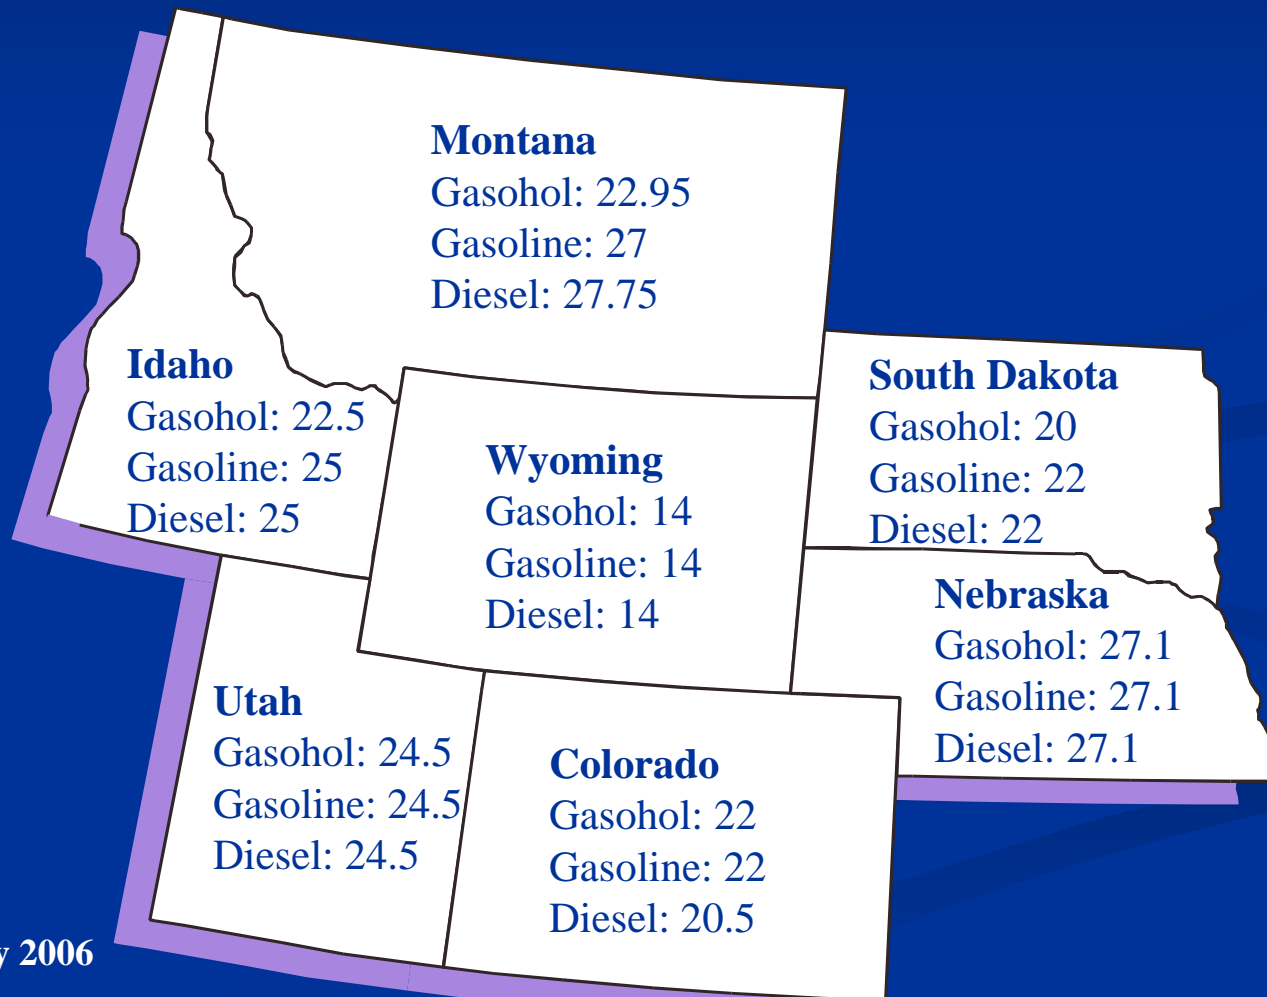 Montana
Gasohol: 22.95
Gasoline: 27
Diesel: 27.75
Idaho
Gasohol: 22.5
Gasoline: 25
Diesel: 25
Wyoming
Gasohol: 14
Gasoline: 14
Diesel: 14
South Dakota
Gasohol: 20
Gasoline: 22
Diesel: 22
Nebraska
Gasohol: 27.1
Gasoline: 27.1
Diesel: 27.1
Utah
Gasohol: 24.5
Gasoline: 24.5
Diesel: 24.5
Colorado
Gasohol: 22
Gasoline: 22
Diesel: 20.5
2006